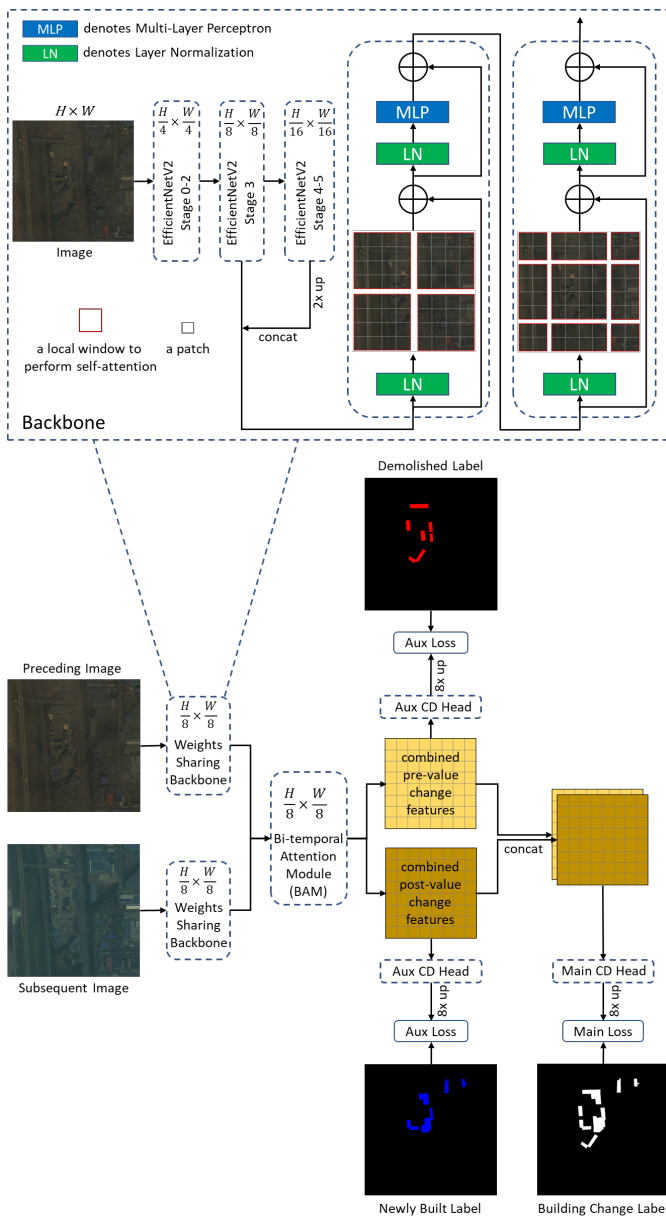 MLP denotes Multi-Layer Perceptron
LN denotes Layer Normalization
H × W
Image
H/4 × W/4
EfficientNetV2
Stage 0-2
H/8 × W/8
EfficientNetV2
Stage 3
H/16 × W/16
EfficientNetV2
Stage 4-5
2x up
concat
a local window to
perform self-attention
a patch
MLP
LN
LN
MLP
LN
LN
Backbone
Demolished Label
Aux Loss
8x up
Aux CD Head
Preceding Image
H/8 × W/8
Weights
Sharing
Backbone
Subsequent Image
H/8 × W/8
Weights
Sharing
Backbone
H/8 × W/8
Bi-temporal
Attention
Module
(BAM)
combined
pre-value
change
features
combined
post-value
change
features
concat
Aux CD Head
8x up
Aux Loss
Main CD Head
8x up
Main Loss
Newly Built Label
Building Change Label